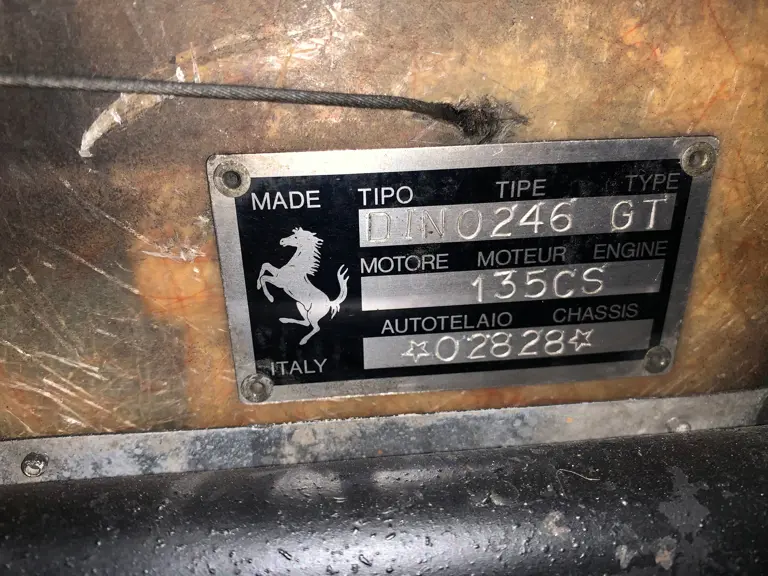 MADE
TIPO TIPE TYPE
DINO246 GT
MOTORE MOTEUR ENGINE
135CS
AUTOTELAIO CHASSIS
☆02828☆
ITALY